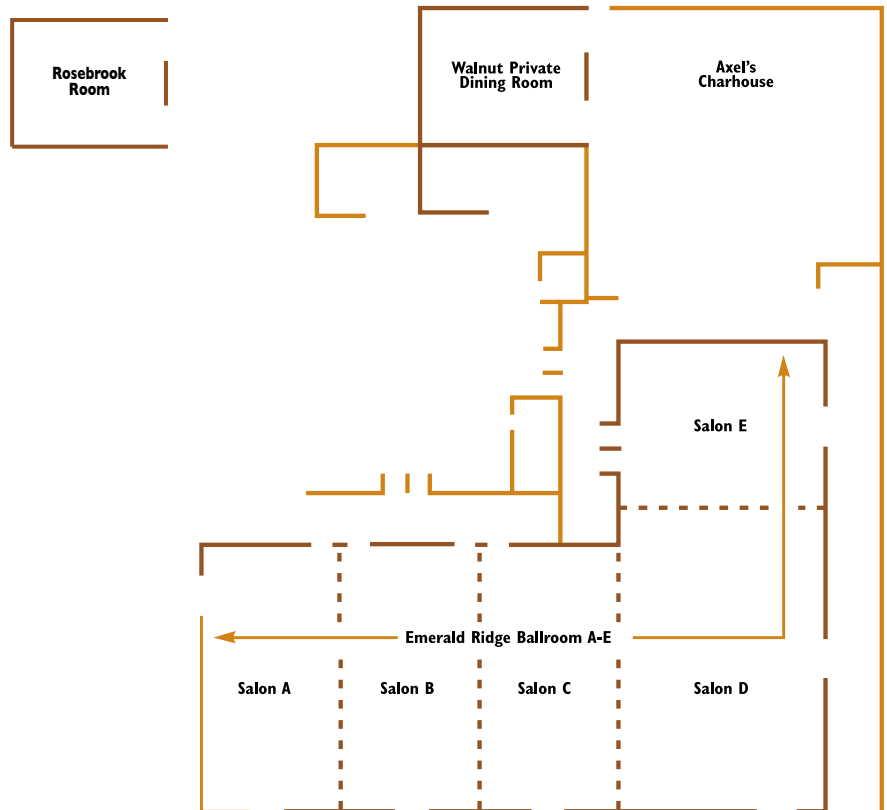 Rosebrook
Room
Walnut Private
Dining Room
Axel's
Charhouse
Salon E
Emerald Ridge Ballroom A-E
Salon A
Salon B
Salon C
Salon D